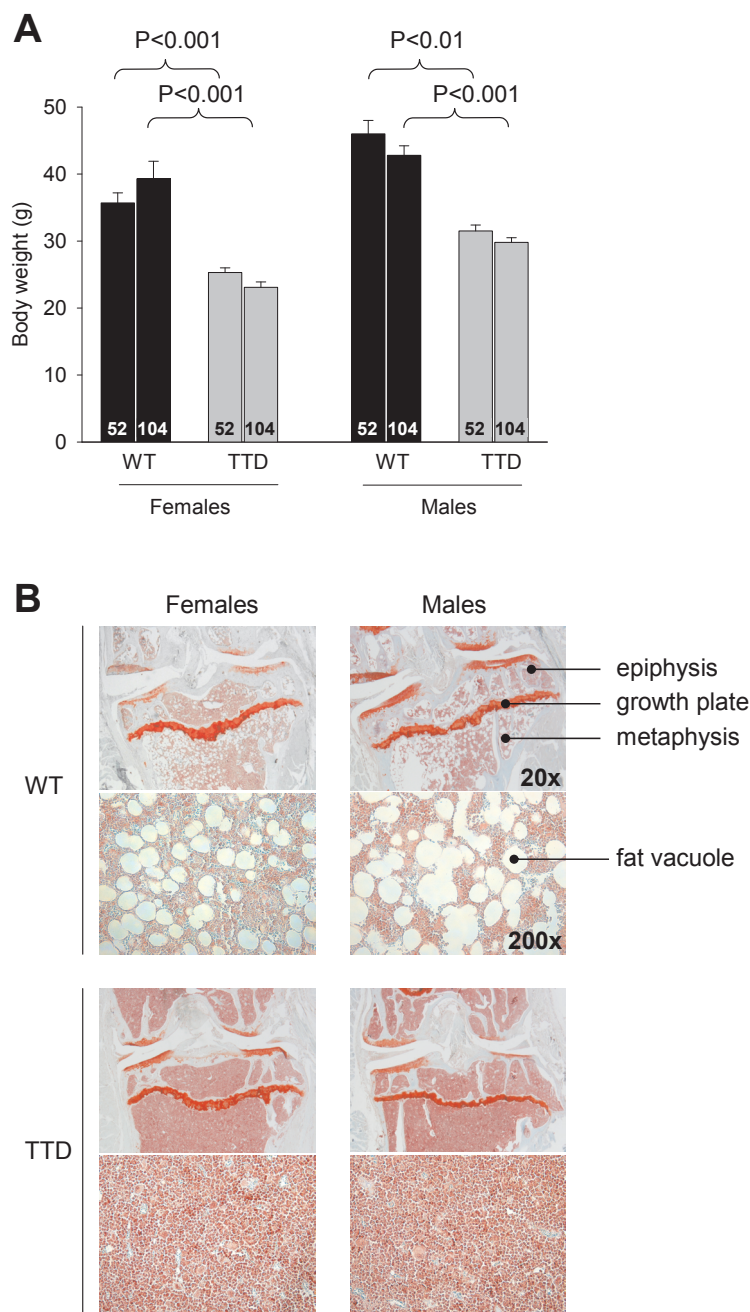 A
P<0.001
P<0.01
P<0.001
P<0.001
50
40
30
20
10
0
Body weight (g)
52 104 52 104 52 104 52 104
WT TTD WT TTD
Females Males
B
Females Males
epiphysis
growth plate
metaphysis
20x
WT
fat vacuole
200x
TTD